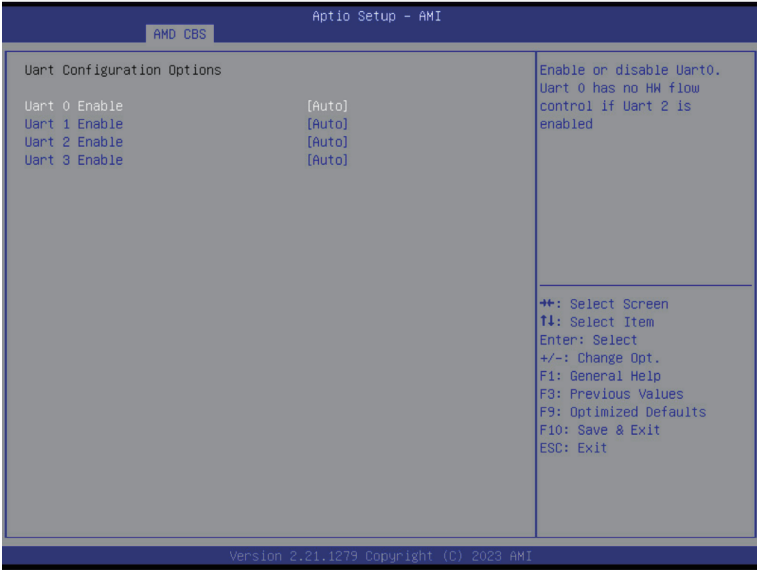 Aptio Setup – AMI
AMD CBS
Uart Configuration Options
Uart 0 Enable [Auto]
Uart 1 Enable [Auto]
Uart 2 Enable [Auto]
Uart 3 Enable [Auto]
Enable or disable Uart0.
Uart 0 has no HW flow
control if Uart 2 is
enabled
→←: Select Screen
↑↓: Select Item
Enter: Select
+/-: Change Opt.
F1: General Help
F3: Previous Values
F9: Optimized Defaults
F10: Save & Exit
ESC: Exit
Version 2.21.1279 Copyright (C) 2023 AMI